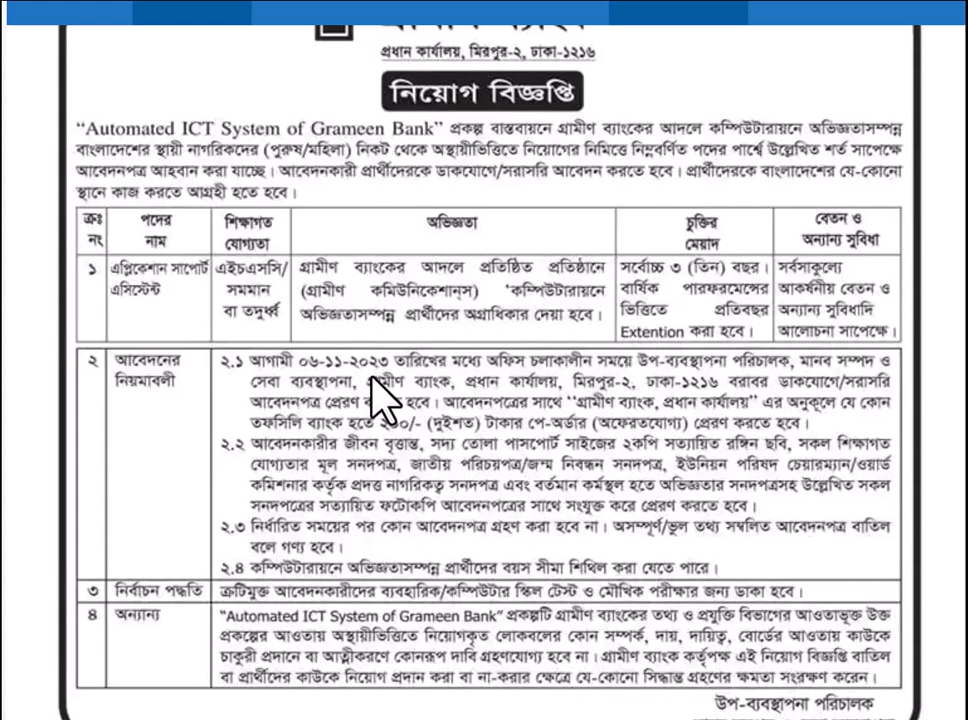 প্রধান কার্যালয়, মিরপুর-২, ঢাকা-১২১৬
নিয়োগ বিজ্ঞপ্তি
“Automated ICT System of Grameen Bank” প্রকল্প বাস্তবায়নে গ্রামীণ ব্যাংকের আদলে কম্পিউটারায়নে অভিজ্ঞতাসম্পন্ন
বাংলাদেশের স্থায়ী নাগরিকদের (পুরুষ/মহিলা) নিকট থেকে অস্থায়ীভিত্তিতে নিয়োগের নিমিত্তে নিম্নবর্ণিত পদের পার্শ্বে উল্লেখিত শর্ত সাপেক্ষে
আবেদনপত্র আহবান করা যাচ্ছে। আবেদনকারী প্রার্থীদেরকে ডাকযোগে/সরাসরি আবেদন করতে হবে। প্রার্থীদেরকে বাংলাদেশের যে-কোনো
স্থানে কাজ করতে আগ্রহী হতে হবে।
ক্রঃ নং
পদের নাম
শিক্ষাগত যোগ্যতা
অভিজ্ঞতা
চুক্তির মেয়াদ
বেতন ও অন্যান্য সুবিধা
১
এপ্লিকেশন সাপোর্ট
এসিস্টেন্ট
এইচএসসি/
সমমান
বা তদুর্ধ্ব
গ্রামীণ ব্যাংকের আদলে প্রতিষ্ঠিত প্রতিষ্ঠানে
(গ্রামীণ কমিউনিকেশান্‌স) ‘কম্পিউটারায়নে
অভিজ্ঞতাসম্পন্ন প্রার্থীদের অগ্রাধিকার দেয়া হবে।
সর্বোচ্চ ৩ (তিন) বছর।
বার্ষিক পারফরমেন্সের
ভিত্তিতে প্রতিবছর
Extention করা হবে।
সর্বসাকুল্যে
আকর্ষনীয় বেতন ও
অন্যান্য সুবিধাদি
আলোচনা সাপেক্ষে।
২
আবেদনের
নিয়মাবলী
২.১ আগামী ০৬-১১-২০২৩ তারিখের মধ্যে অফিস চলাকালীন সময়ে উপ-ব্যবস্থাপনা পরিচালক, মানব সম্পদ ও
সেবা ব্যবস্থাপনা, গ্রামীণ ব্যাংক, প্রধান কার্যালয়, মিরপুর-২, ঢাকা-১২১৬ বরাবর ডাকযোগে/সরাসরি
আবেদনপত্র প্রেরণ হবে। আবেদনপত্রের সাথে “গ্রামীণ ব্যাংক, প্রধান কার্যালয়” এর অনুকূলে যে কোন
তফসিলি ব্যাংক হতে ২০০/- (দুইশত) টাকার পে-অর্ডার (অফেরতযোগ্য) প্রেরণ করতে হবে।
২.২ আবেদনকারীর জীবন বৃত্তান্ত, সদ্য তোলা পাসপোর্ট সাইজের ২কপি সত্যায়িত রঙ্গিন ছবি, সকল শিক্ষাগত
যোগ্যতার মূল সনদপত্র, জাতীয় পরিচয়পত্র/জন্ম নিবন্ধন সনদপত্র, ইউনিয়ন পরিষদ চেয়ারম্যান/ওয়ার্ড
কমিশনার কর্তৃক প্রদত্ত নাগরিকত্ব সনদপত্র এবং বর্তমান কর্মস্থল হতে অভিজ্ঞতার সনদপত্রসহ উল্লেখিত সকল
সনদপত্রের সত্যায়িত ফটোকপি আবেদনপত্রের সাথে সংযুক্ত করে প্রেরণ করতে হবে।
২.৩ নির্ধারিত সময়ের পর কোন আবেদনপত্র গ্রহণ করা হবে না। অসম্পূর্ণ/ভুল তথ্য সম্বলিত আবেদনপত্র বাতিল
বলে গণ্য হবে।
২.৪ কম্পিউটারায়নে অভিজ্ঞতাসম্পন্ন প্রার্থীদের বয়স সীমা শিথিল করা যেতে পারে।
৩
নির্বাচন পদ্ধতি
ক্রটিমুক্ত আবেদনকারীদের ব্যবহারিক/কম্পিউটার স্কিল টেস্ট ও মৌখিক পরীক্ষার জন্য ডাকা হবে।
৪
অন্যান্য
“Automated ICT System of Grameen Bank” প্রকল্পটি গ্রামীণ ব্যাংকের তথ্য ও প্রযুক্তি বিভাগের আওতাভূক্ত উক্ত
প্রকল্পের আওতায় অস্থায়ীভিত্তিতে নিয়োগকৃত লোকবলের কোন সম্পর্ক, দায়, দায়িত্ব, বোর্ডের আওতায় কাউকে
চাকুরী প্রদানে বা আত্নীকরণে কোনরূপ দাবি গ্রহণযোগ্য হবে না। গ্রামীণ ব্যাংক কর্তৃপক্ষ এই নিয়োগ বিজ্ঞপ্তি বাতিল
বা প্রার্থীদের কাউকে নিয়োগ প্রদান করা বা না-করার ক্ষেত্রে যে-কোনো সিদ্ধান্ত গ্রহণের ক্ষমতা সংরক্ষণ করেন।
উপ-ব্যবস্থাপনা পরিচালক